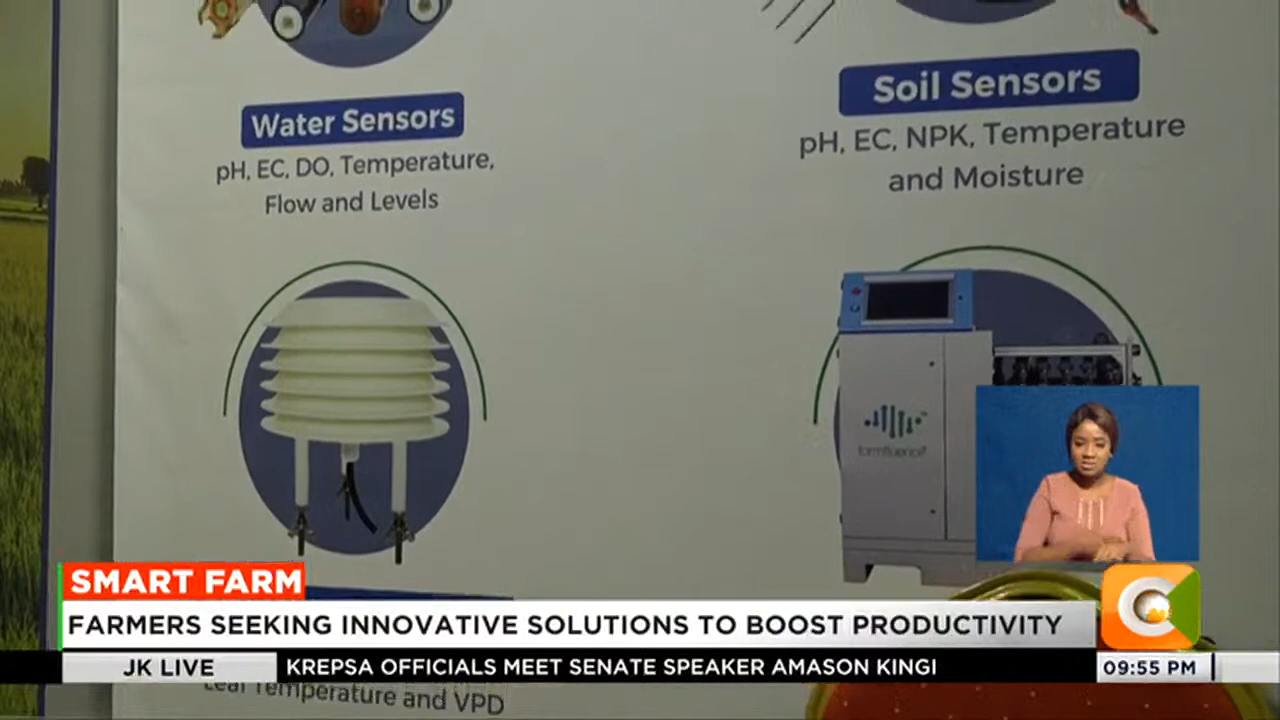 Water Sensors
pH, EC, DO, Temperature,
Flow and Levels
Soil Sensors
pH, EC, NPK, Temperature
and Moisture
SMART FARM
FARMERS SEEKING INNOVATIVE SOLUTIONS TO BOOST PRODUCTIVITY
JK LIVE
KREPSA OFFICIALS MEET SENATE SPEAKER AMASON KINGI
09:55 PM
Leaf Temperature and VPD